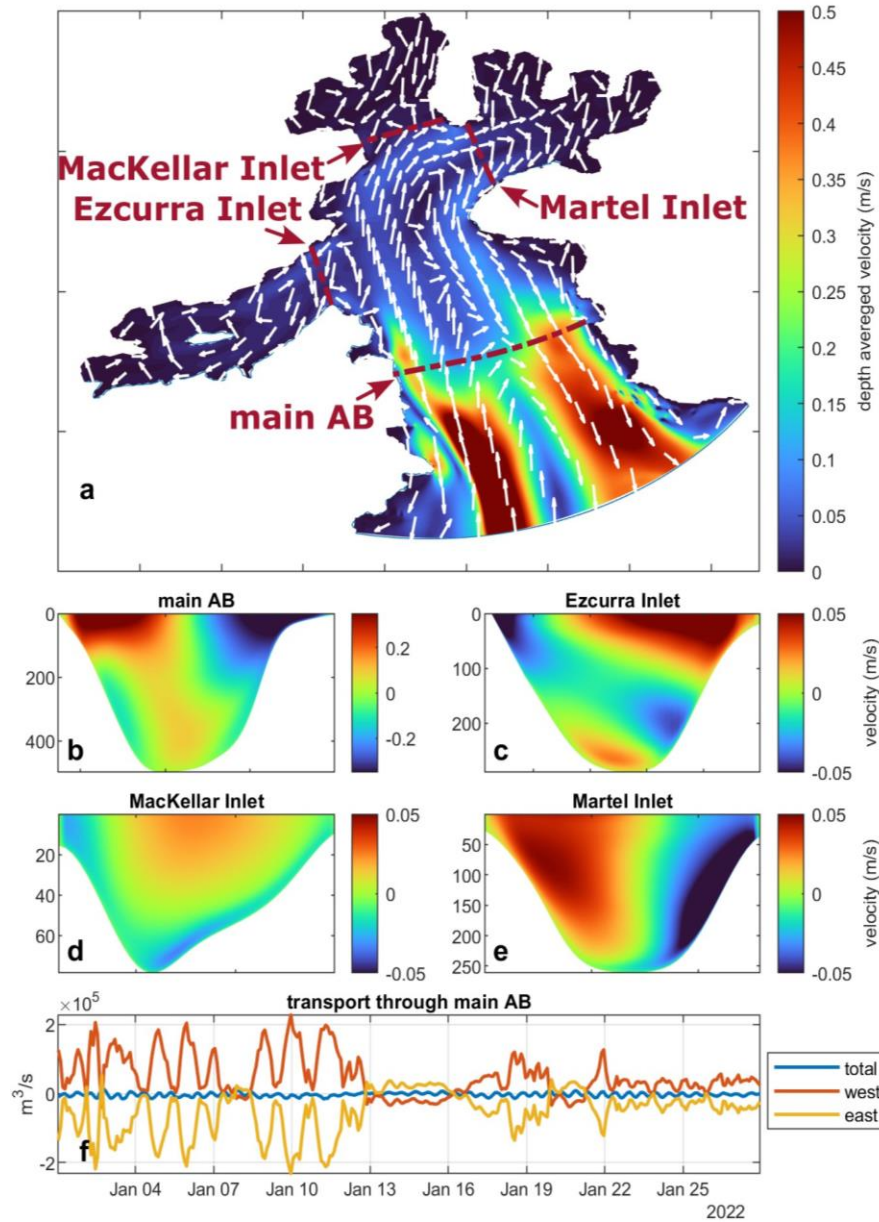 0.5
0.45
0.4
0.35
0.3
0.25
0.2
0.15
0.1
0.05
0
depth avereged velocity (m/s)
MacKellar Inlet
Ezcurra Inlet
Martel Inlet
main AB
a
main AB
0
200
400
b
0.2
0
-0.2
Ezcurra Inlet
0
100
200
c
0.05
0
-0.05
velocity (m/s)
MacKellar Inlet
20
40
60
d
0.05
0
-0.05
Martel Inlet
50
100
150
200
250
e
0.05
0
-0.05
velocity (m/s)
transport through main AB
×10⁵
2
0
-2
m³/s
f
total
west
east
Jan 04 Jan 07 Jan 10 Jan 13 Jan 16 Jan 19 Jan 22 Jan 25
2022